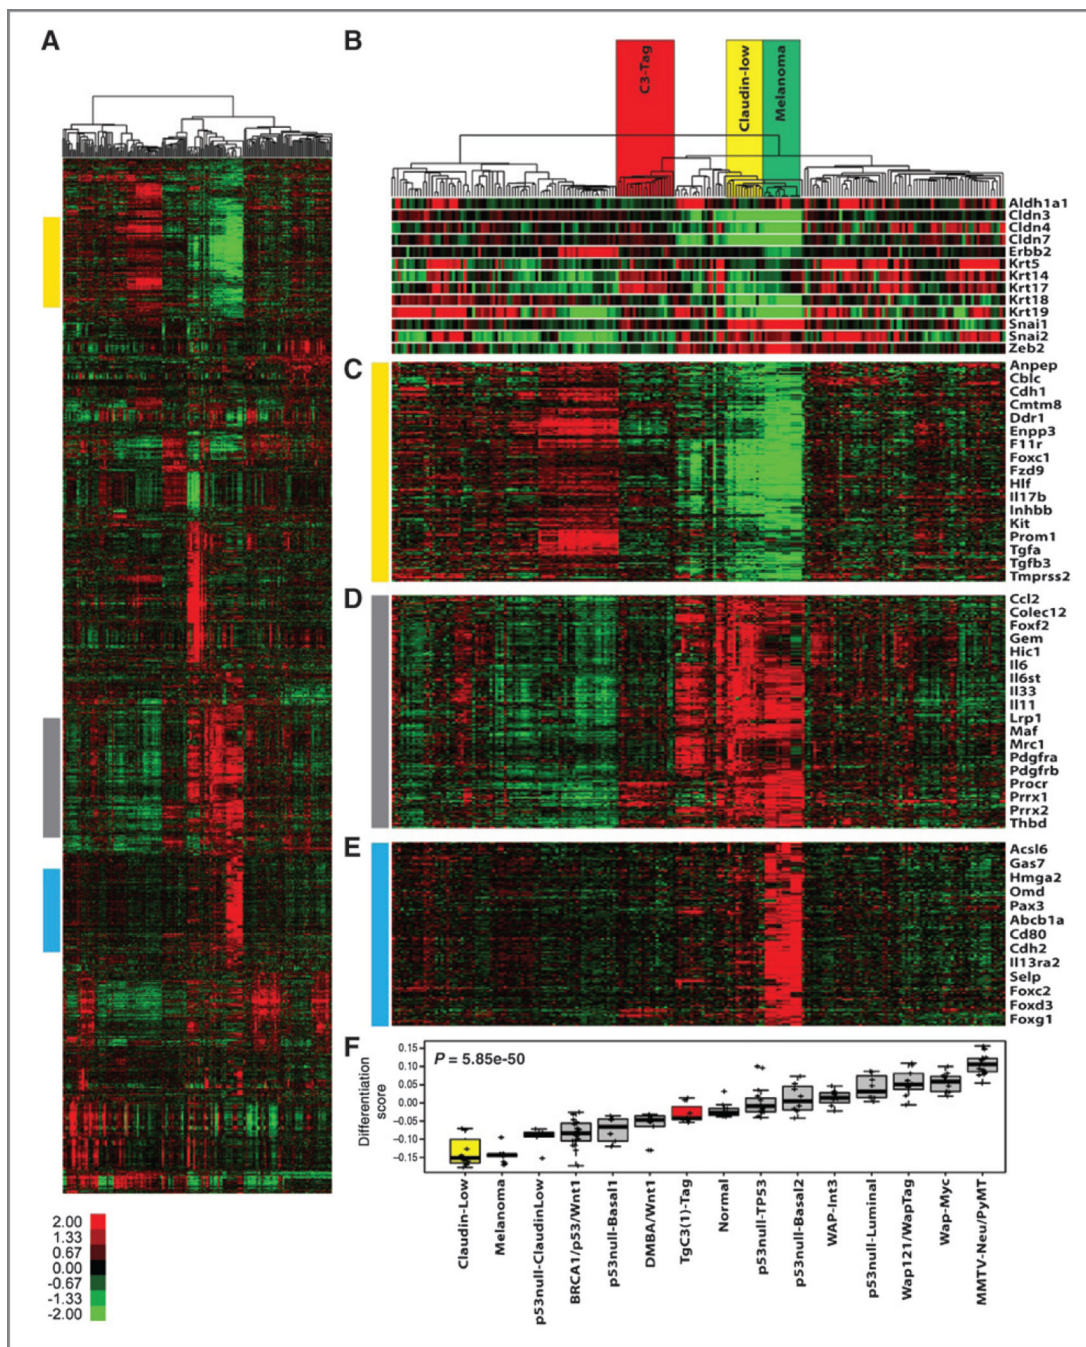 A
B
C3-Tag
Claudin-low
Melanoma
Aldh1a1
Cldn3
Cldn4
Cldn7
Erbb2
Krt5
Krt14
Krt17
Krt18
Krt19
Snai1
Snai2
Zeb2
C
Anpep
Cblc
Cdh1
Cmtm8
Ddr1
Enpp3
F11r
Foxc1
Fzd9
Hlf
Il17b
Inhbb
Kit
Prom1
Tgfa
Tgfb3
Tmprss2
D
Ccl2
Colec12
Foxf2
Gem
Hic1
Il6
Il6st
Il33
Il11
Lrp1
Maf
Mrc1
Pdgfra
Pdgfrb
Procr
Prrx1
Prrx2
Thbd
E
Acsl6
Gas7
Hmga2
Omd
Pax3
Abcb1a
Cd80
Cdh2
Il13ra2
Selp
Foxc2
Foxd3
Foxg1
F
P = 5.85e-50
Differentiation
score
0.15
0.10
0.05
0.00
-0.05
-0.10
-0.15
Claudin-Low
Melanoma
p53null-ClaudinLow
BRCA1/p53/Wnt1
p53null-Basal1
DMBA/Wnt1
TgC3(1)-Tag
Normal
p53null-TP53
p53null-Basal2
WAP-Int3
p53null-Luminal
Wap121/WapTag
Wap-Myc
MMTV-Neu/PyMT
2.00
1.33
0.67
0.00
-0.67
-1.33
-2.00